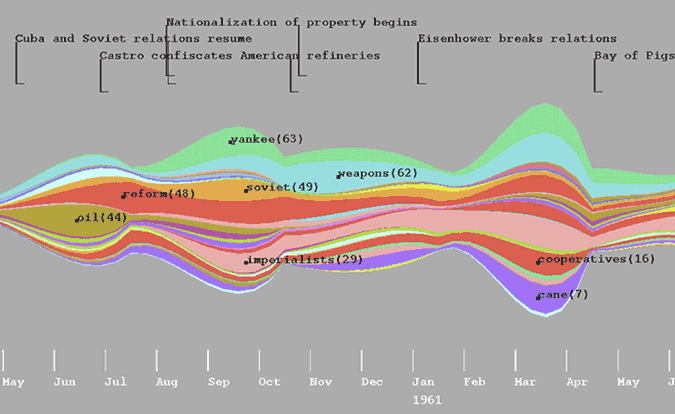 Nationalization of property begins
Cuba and Soviet relations resume
Eisenhower breaks relations
Castro confiscates American refineries
Bay of Pigs
yankee(63)
weapons(62)
soviet(49)
reform(48)
oil(44)
imperialists(29)
cooperatives(16)
cane(7)
May Jun Jul Aug Sep Oct Nov Dec Jan Feb Mar Apr May J
1961